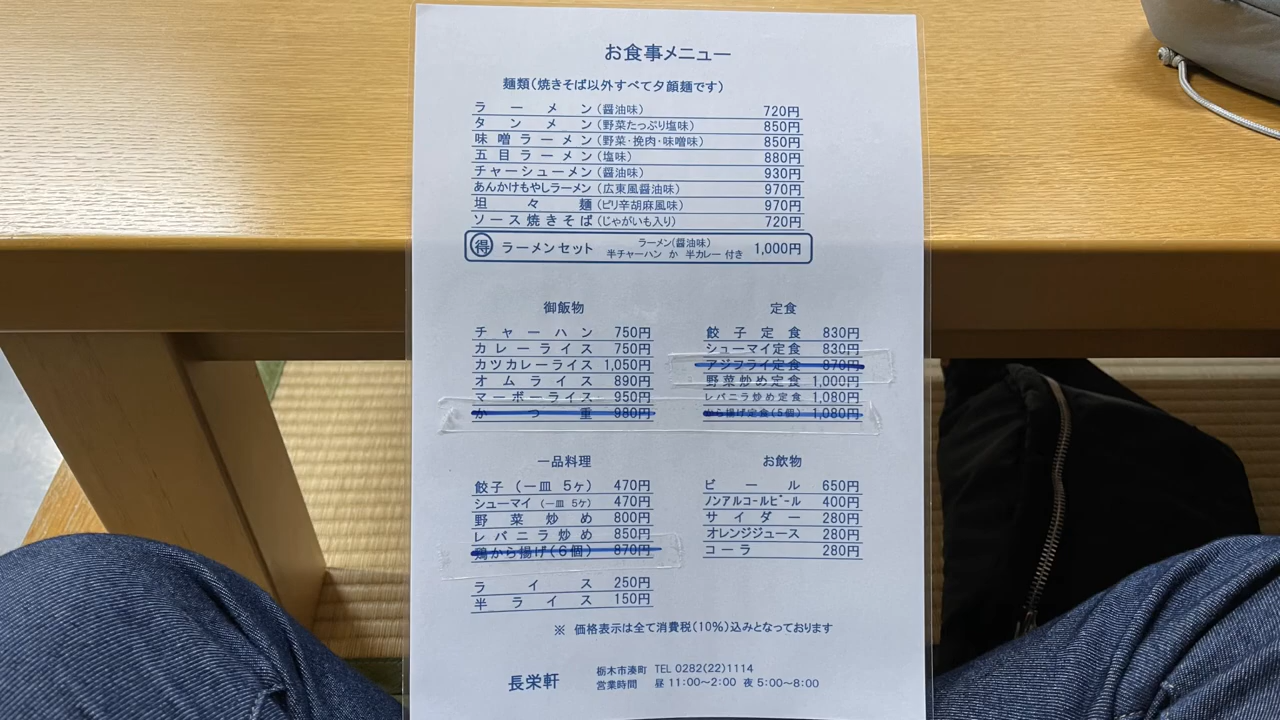 お食事メニュー
麺類(焼きそば以外すべて夕顔麺です)
ラーメン(醤油味) 720円
タンメン(野菜たっぷり塩味) 850円
味噌ラーメン(野菜・挽肉・味噌味) 850円
五目ラーメン(塩味) 880円
チャーシューメン(醤油味) 930円
あんかけもやしラーメン(広東風醤油味) 970円
坦々麺(ピリ辛胡麻風味) 970円
ソース焼きそば(じゃがいも入り) 720円
得 ラーメンセット ラーメン(醤油味) 1,000円
半チャーハン か 半カレー 付き
御飯物
チャーハン 750円
カレーライス 750円
カツカレーライス 1,050円
オムライス 890円
マーボーライス 950円
かつ重 980円
定食
餃子定食 830円
シューマイ定食 830円
アジフライ定食 870円
野菜炒め定食 1,000円
レバニラ炒め定食 1,080円
から揚げ定食(5個) 1,080円
一品料理
餃子(一皿 5ヶ) 470円
シューマイ(一皿 5ヶ) 470円
野菜炒め 800円
レバニラ炒め 850円
鶏から揚げ(6個) 870円
ライス 250円
半ライス 150円
お飲物
ビール 650円
ノンアルコールビール 400円
サイダー 280円
オレンジジュース 280円
コーラ 280円
※ 価格表示は全て消費税(10%)込みとなっております
長栄軒
栃木市湊町 TEL 0282(22)1114
営業時間 昼 11:00〜2:00 夜 5:00〜8:00